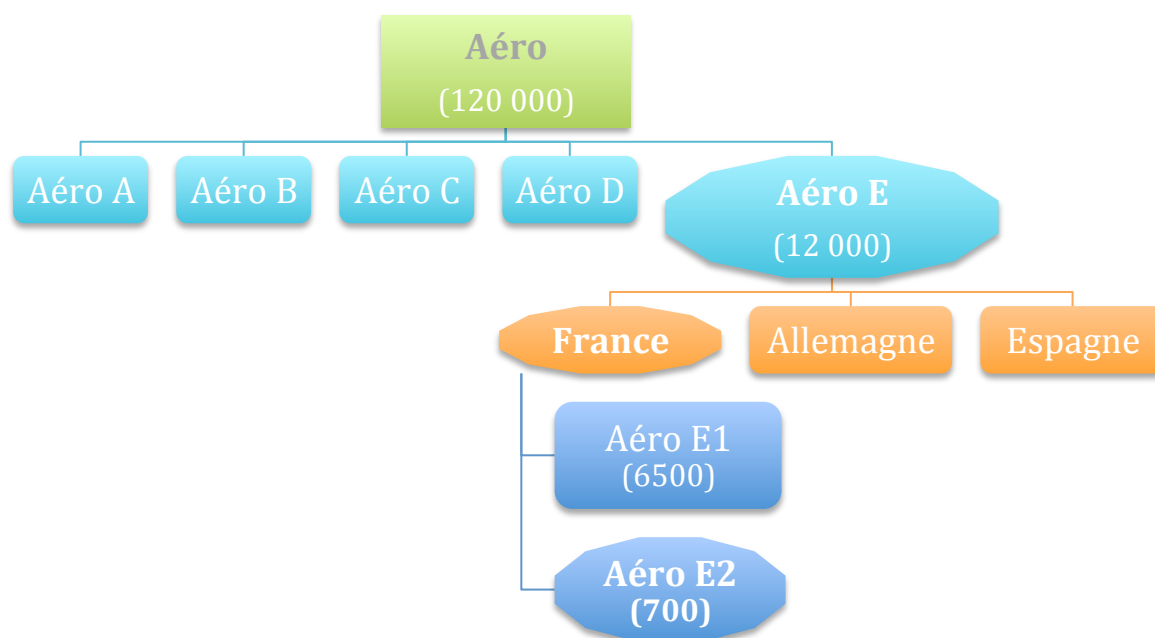 Aéro
(120 000)
Aéro A
Aéro B
Aéro C
Aéro D
Aéro E
(12 000)
France
Allemagne
Espagne
Aéro E1
(6500)
Aéro E2
(700)